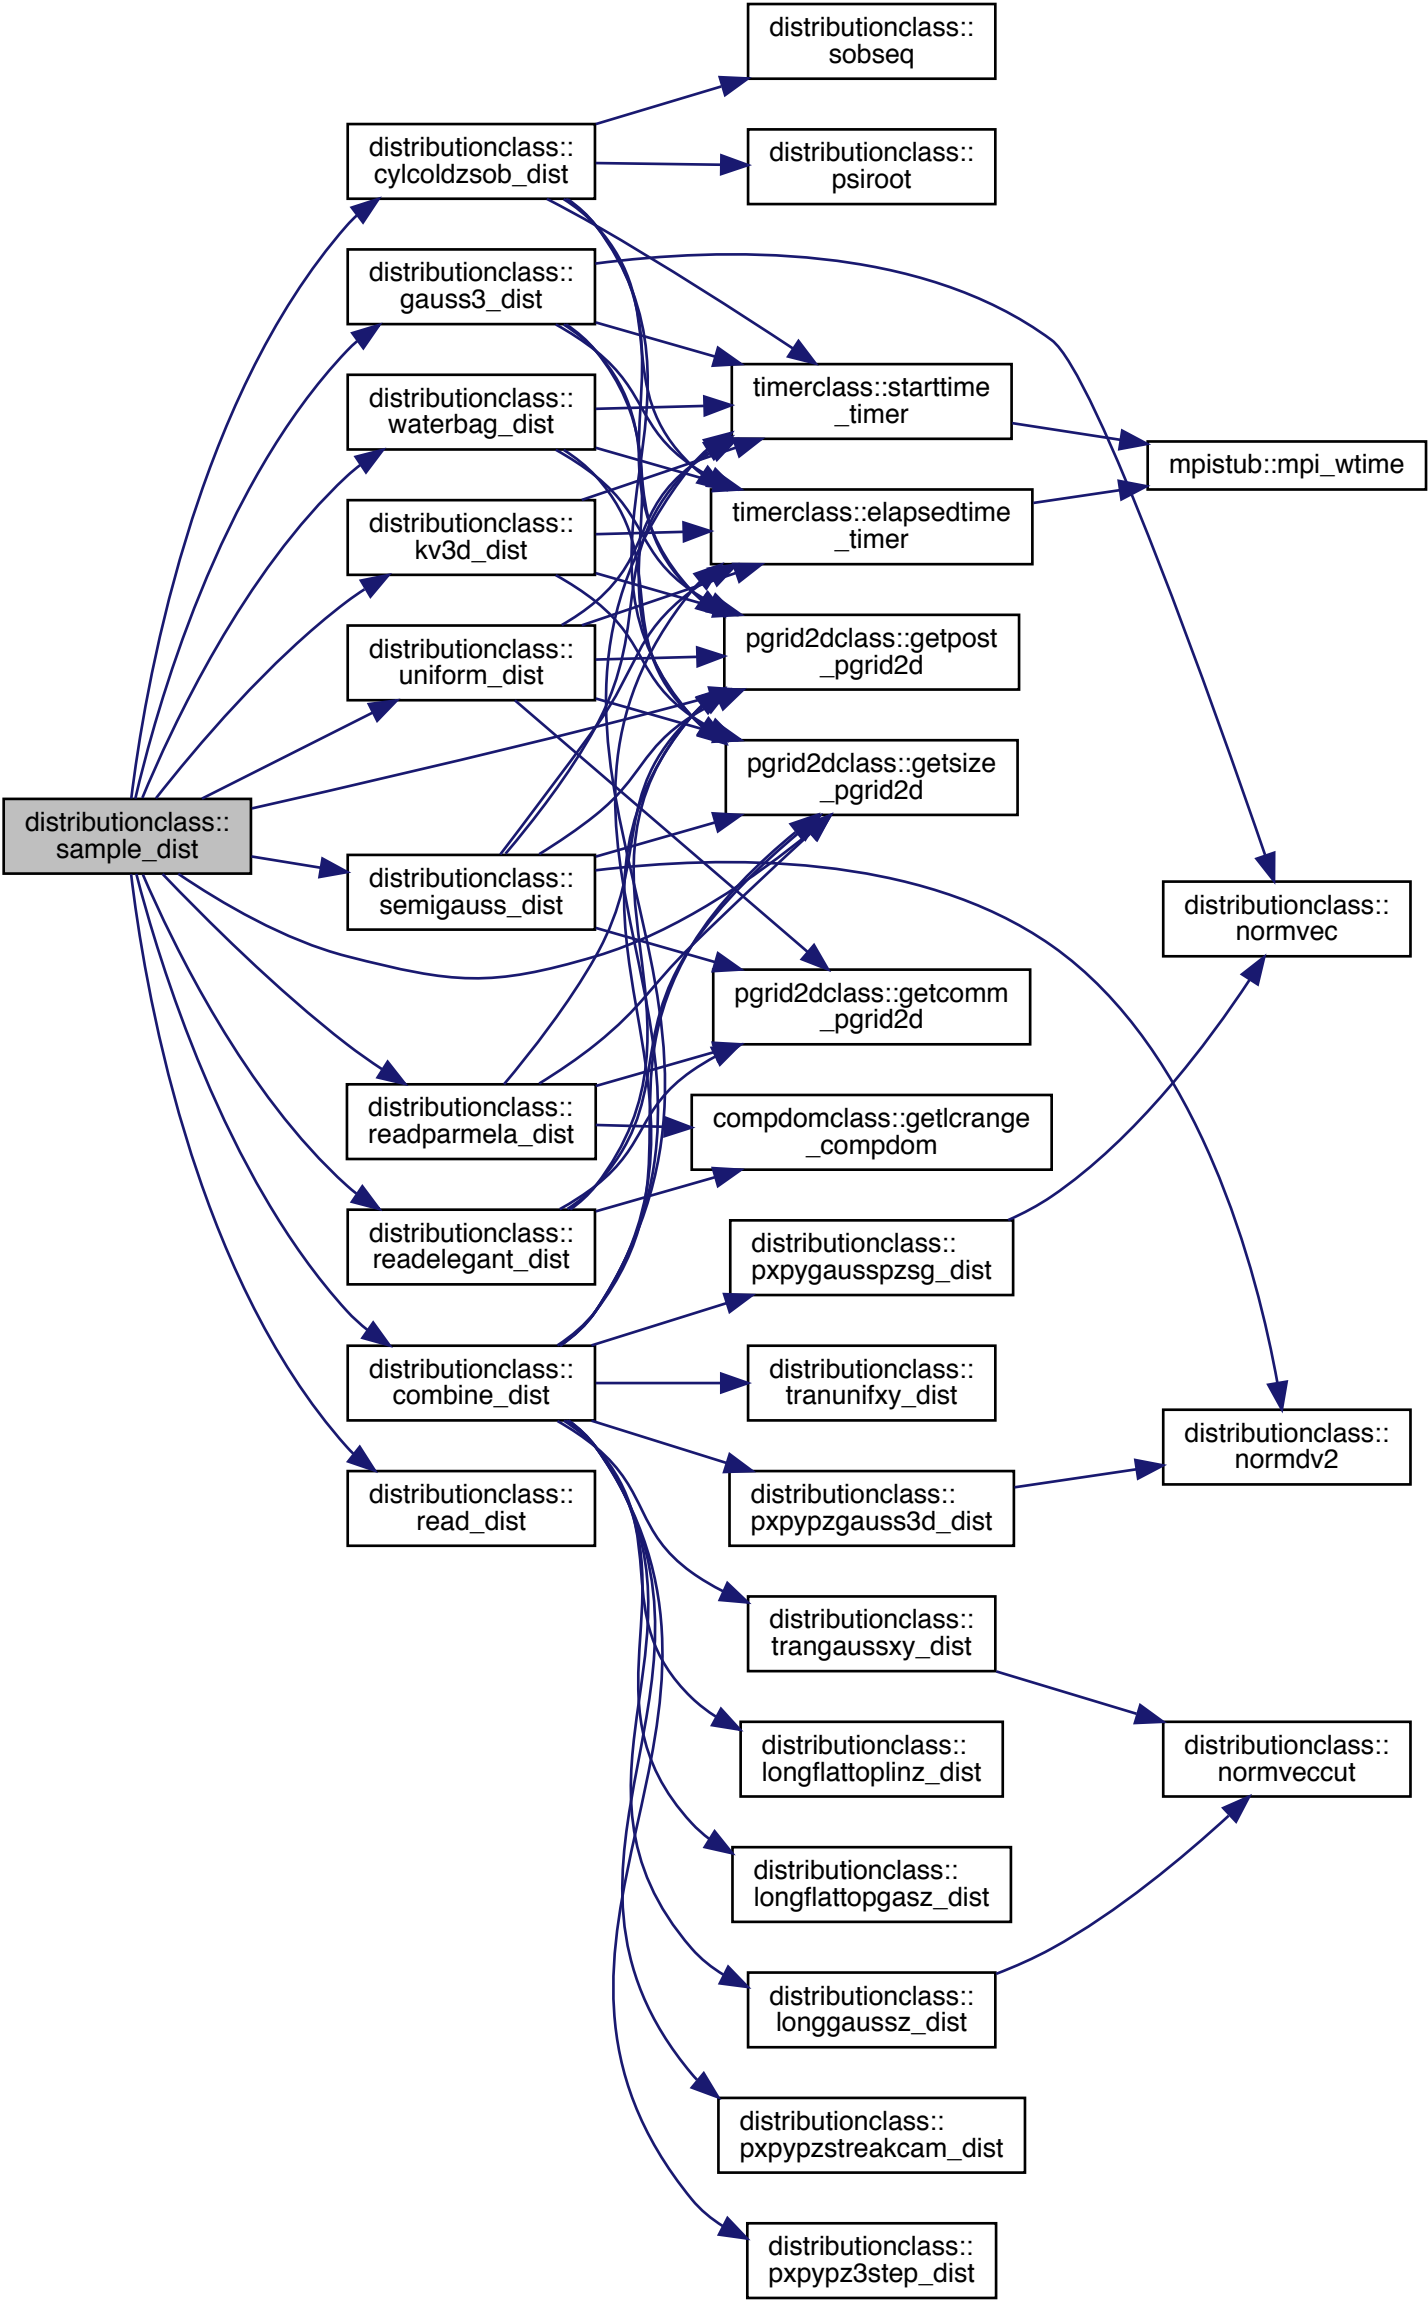 distributionclass::
sample_dist
distributionclass::
cylcoldzsob_dist
distributionclass::
gauss3_dist
distributionclass::
waterbag_dist
distributionclass::
kv3d_dist
distributionclass::
uniform_dist
distributionclass::
semigauss_dist
distributionclass::
readparmela_dist
distributionclass::
readelegant_dist
distributionclass::
combine_dist
distributionclass::
read_dist
distributionclass::
sobseq
distributionclass::
psiroot
timerclass::starttime
_timer
timerclass::elapsedtime
_timer
pgrid2dclass::getpost
_pgrid2d
pgrid2dclass::getsize
_pgrid2d
pgrid2dclass::getcomm
_pgrid2d
compdomclass::getlcrange
_compdom
distributionclass::
pxpygausspzsg_dist
distributionclass::
tranunifxy_dist
distributionclass::
pxpypzgauss3d_dist
distributionclass::
trangaussxy_dist
distributionclass::
longflattoplinz_dist
distributionclass::
longflattopgasz_dist
distributionclass::
longgaussz_dist
distributionclass::
pxpypzstreakcam_dist
distributionclass::
pxpypz3step_dist
mpistub::mpi_wtime
distributionclass::
normvec
distributionclass::
normdv2
distributionclass::
normveccut